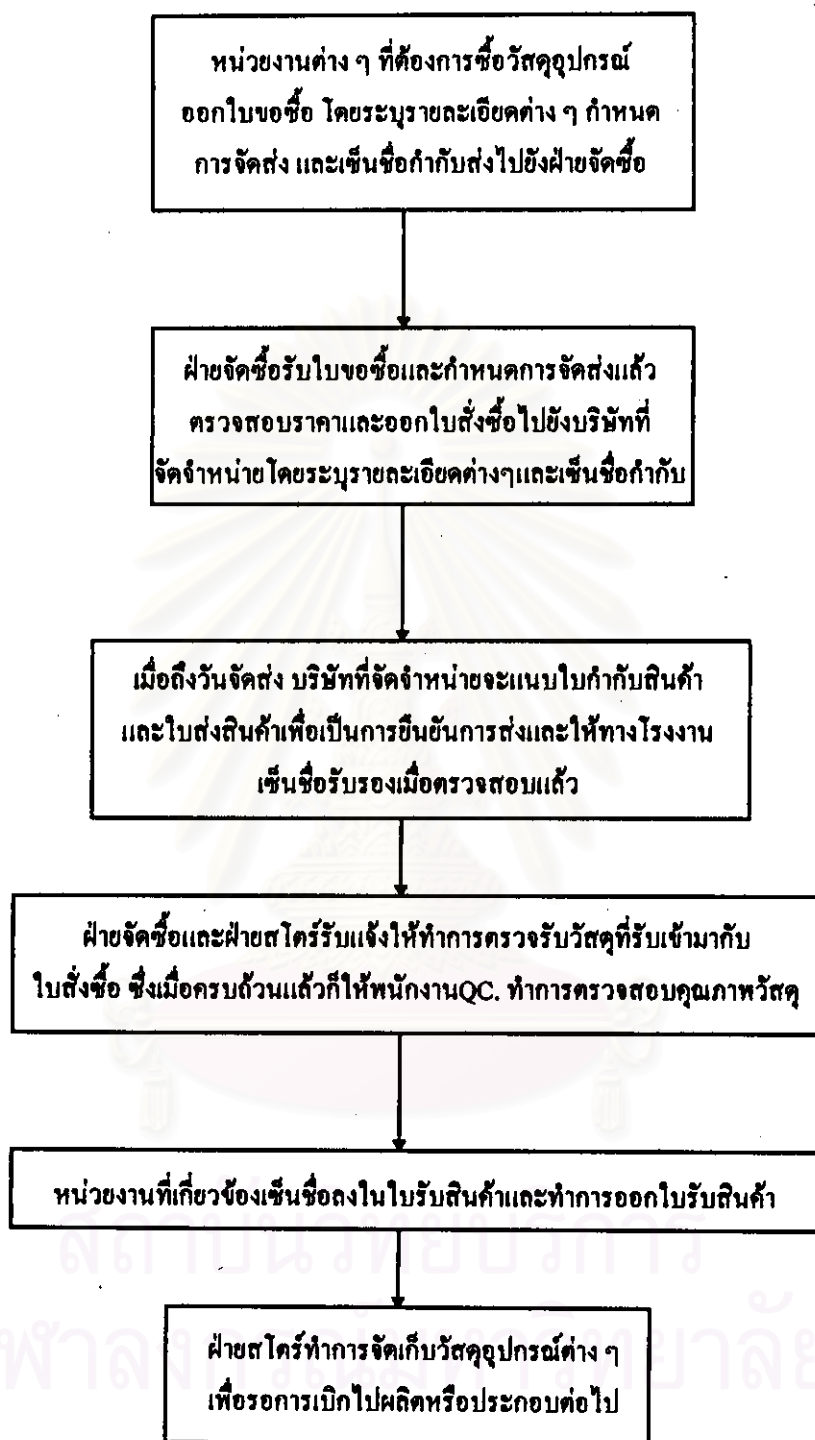 หน่วยงานต่าง ๆ ที่ต้องการซื้อวัสดุอุปกรณ์
ออกใบขอซื้อ โดยระบุรายละเอียดต่าง ๆ กำหนด
การจัดส่ง และเซ็นชื่อกำกับส่งไปยังฝ่ายจัดซื้อ
ฝ่ายจัดซื้อรับใบขอซื้อและกำหนดการจัดส่งแล้ว
ตรวจสอบราคาและออกใบสั่งซื้อไปยังบริษัทที่
จัดจำหน่ายโดยระบุรายละเอียดต่างๆและเซ็นชื่อกำกับ
เมื่อถึงวันจัดส่ง บริษัทที่จัดจำหน่ายจะแนบใบกำกับสินค้า
และใบส่งสินค้าเพื่อเป็นการยืนยันการส่งและให้ทางโรงงาน
เซ็นชื่อรับรองเมื่อตรวจสอบแล้ว
ฝ่ายจัดซื้อและฝ่ายสโตร์รับแจ้งให้ทำการตรวจรับวัสดุที่รับเข้ามากับ
ใบสั่งซื้อ ซึ่งเมื่อครบถ้วนแล้วก็ให้พนักงานQC. ทำการตรวจสอบคุณภาพวัสดุ
หน่วยงานที่เกี่ยวข้องเซ็นชื่อลงในใบรับสินค้าและทำการออกใบรับสินค้า
สถาบันวิทยบริการ
ฝ่ายสโตร์ทำการจัดเก็บวัสดุอุปกรณ์ต่าง ๆ
เพื่อรอการเบิกไปผลิตหรือประกอบต่อไป